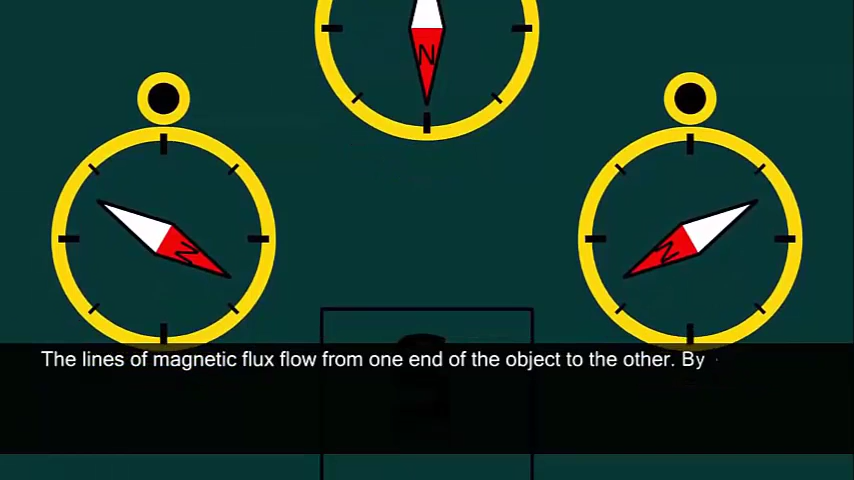 N
N
N
S
The lines of magnetic flux flow from one end of the object to the other. By